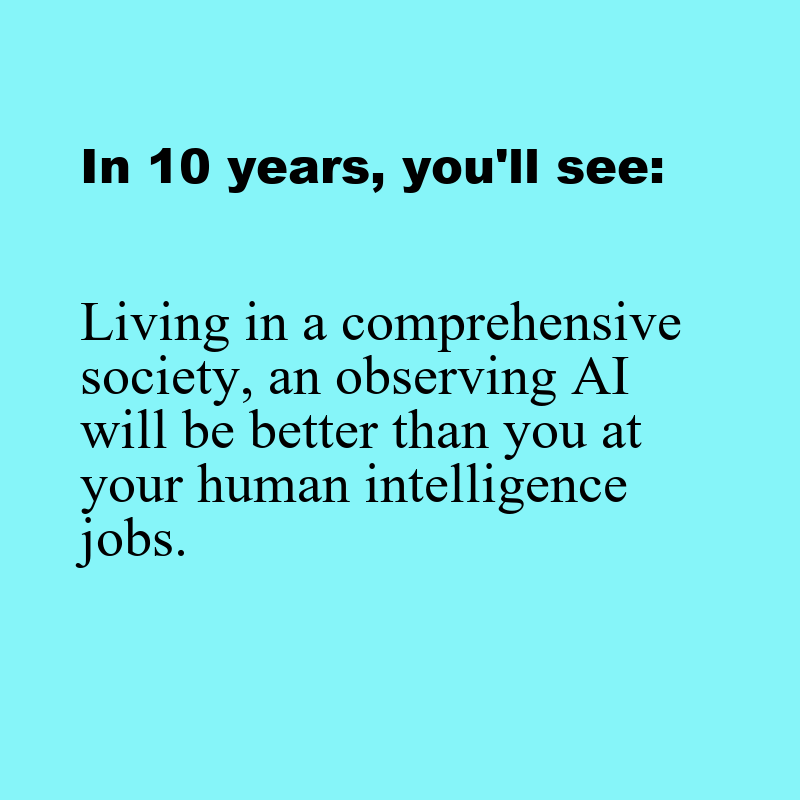 In 10 years, you'll see:
Living in a comprehensive
society, an observing AI
will be better than you at
your human intelligence
jobs.